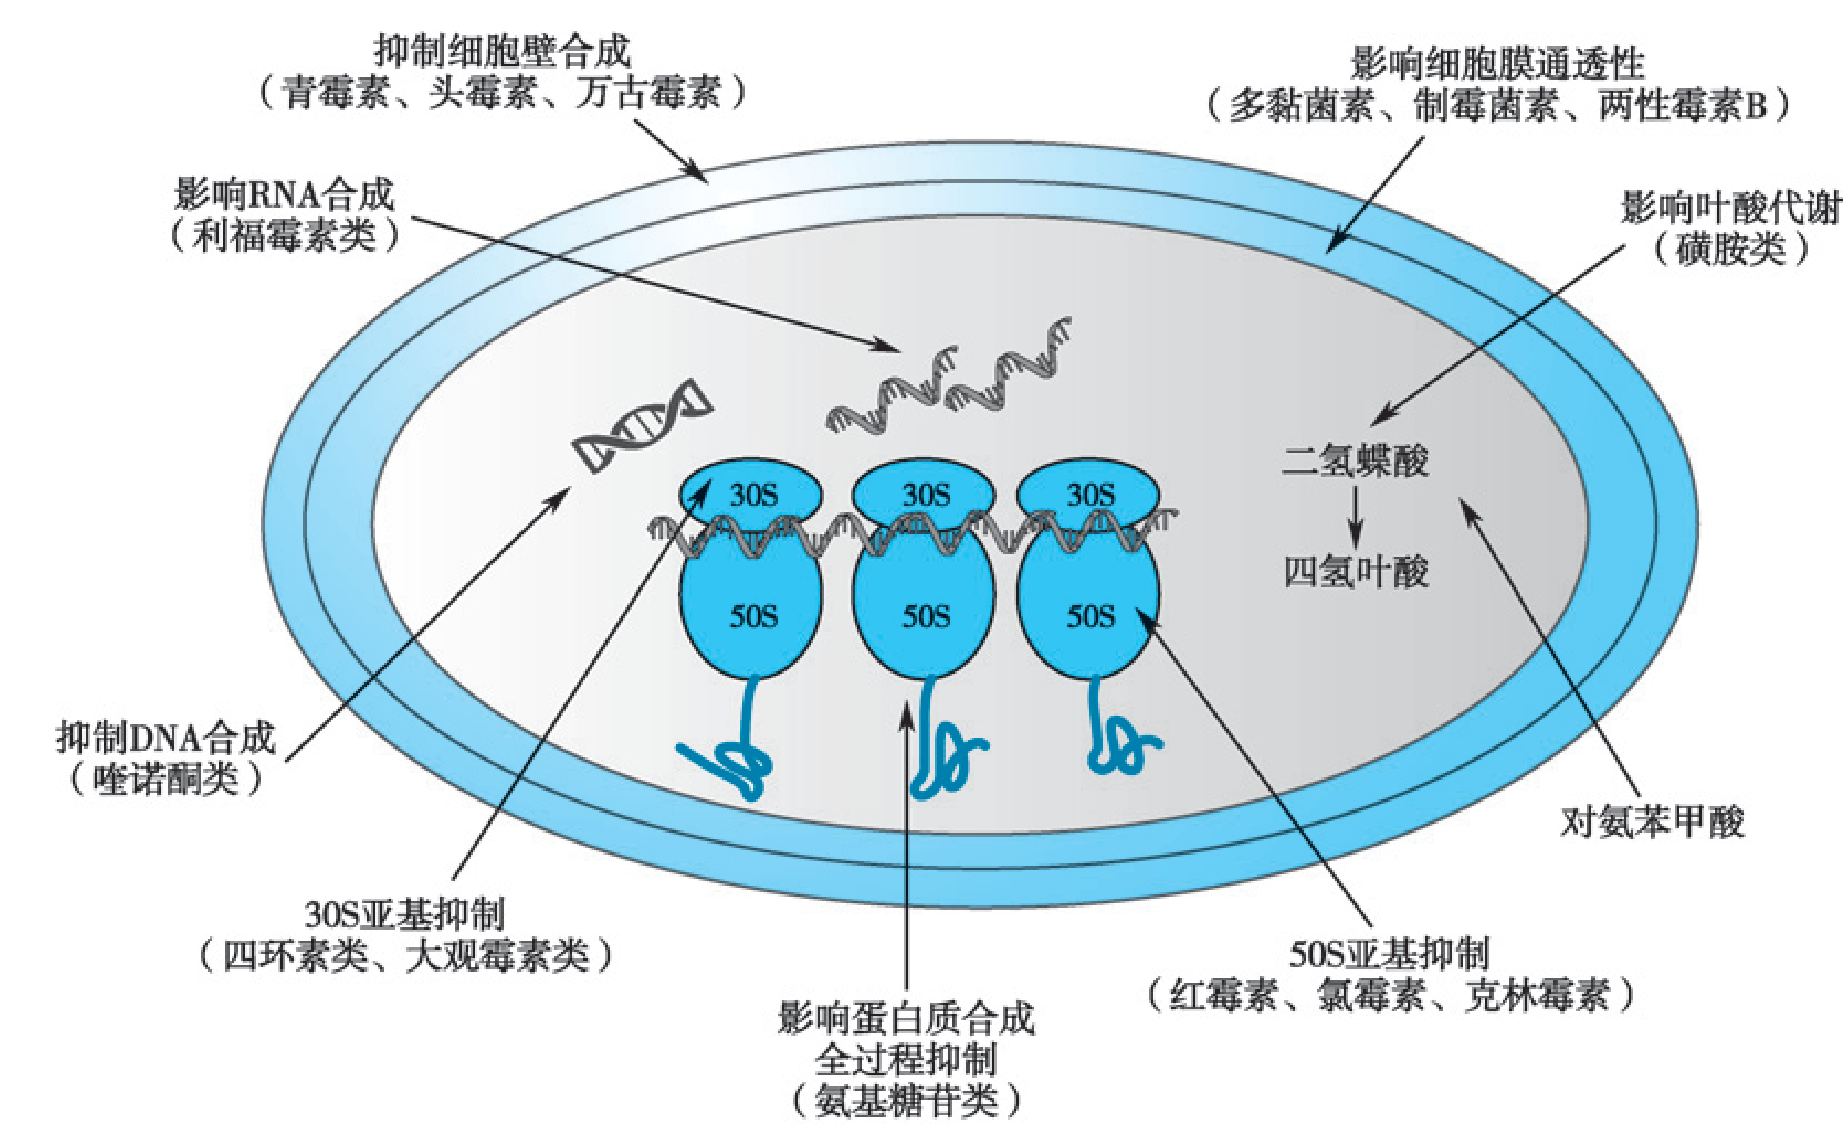 抑制细胞壁合成
（青霉素、头霉素、万古霉素）
影响细胞膜通透性
（多黏菌素、制霉菌素、两性霉素B）
影响RNA合成
（利福霉素类）
影响叶酸代谢
（磺胺类）
二氢蝶酸
四氢叶酸
30S
30S
30S
50S
50S
50S
抑制DNA合成
（喹诺酮类）
对氨苯甲酸
30S亚基抑制
（四环素类、大观霉素类）
50S亚基抑制
（红霉素、氯霉素、克林霉素）
影响蛋白质合成
全过程抑制
（氨基糖苷类）